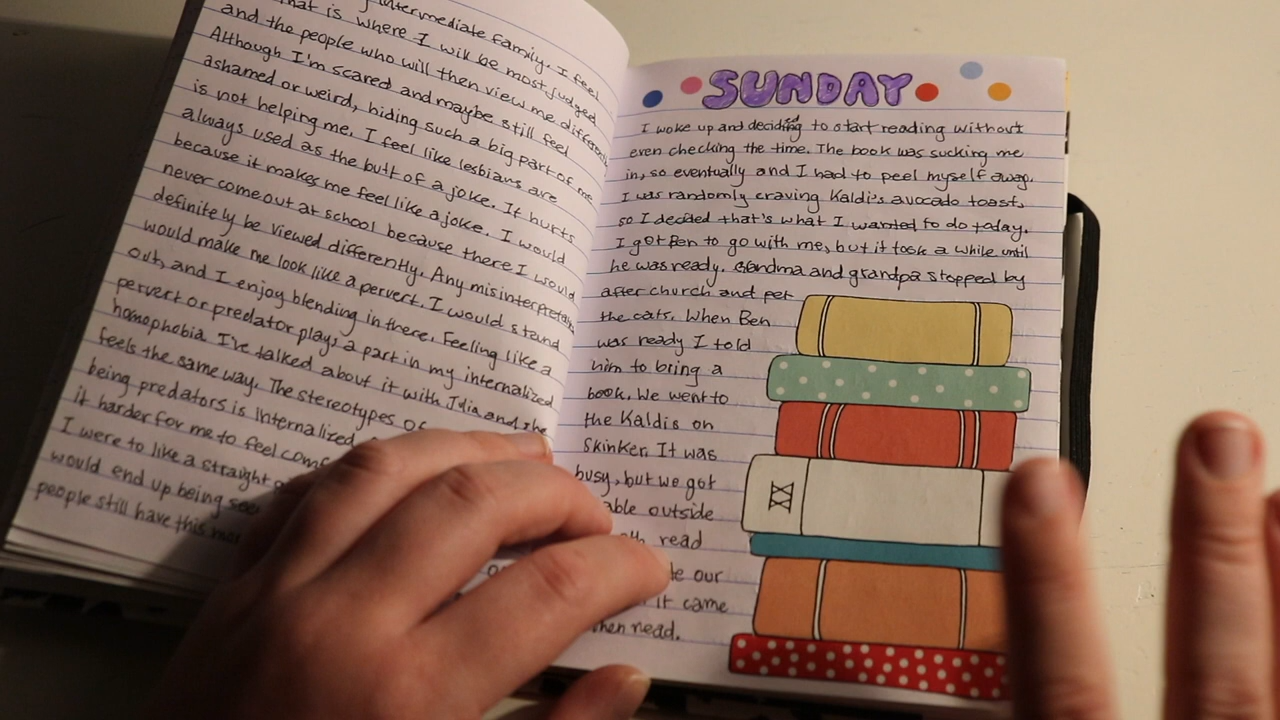 intermediate family. I feel
that is where I will be most judged
and the people who will then view me
Although I'm scared and maybe still feel
ashamed or weird, hiding such a big part of me
is not helping me. I feel like lesbians are
always used as the butt of a joke. It hurts
because it makes me feel like a joke. I would
never come out at school because there I would
definitely be viewed differently. Any
would make me look like a pervert. I would stand
out, and I enjoy blending in there. Feeling like a
pervert or predator plays a part in my internalized
homophobia. I've talked about it with and she
feels the same way. The stereotypes of
being predators is internalized
it harder for me to feel
I were to like a straight
would end up being
people still have this
SUNDAY
I woke up and deciding to start reading without
even checking the time. The book was sucking me
in, so eventually and I had to peel myself away.
I was randomly craving Kaldi's avocado toast,
so I decided that's what I wanted to do today.
I got Ben to go with me, but it took a while until
he was ready. Grandma and grandpa stopped by
after church and pet
the cats. When Ben
was ready I told
him to bring a
book. We went to
the Kaldis on
Skinker. It was
busy, but we got
outside
read
our
it came
then read.